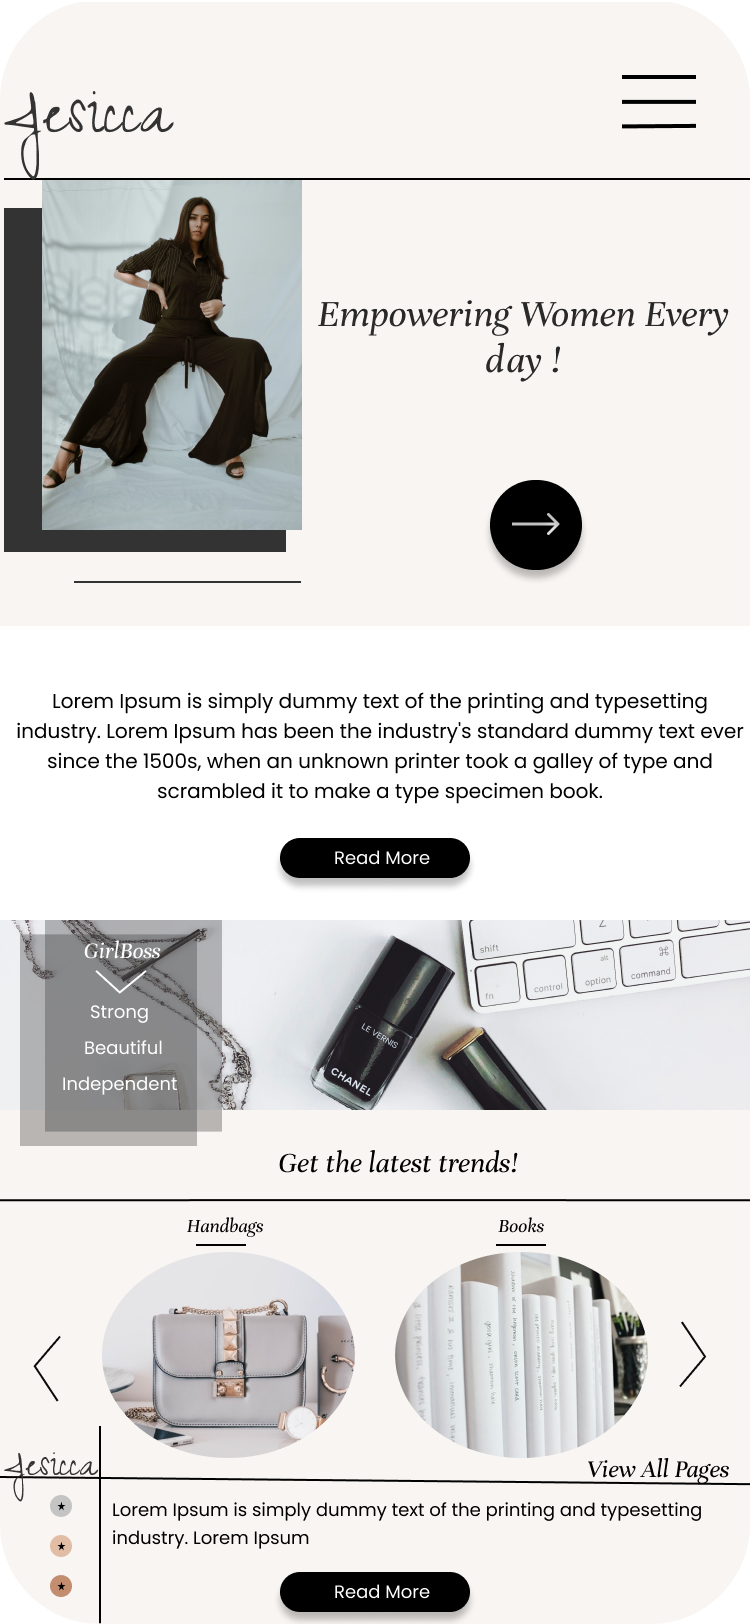 Jesicca
Empowering Women Every
day !
Lorem Ipsum is simply dummy text of the printing and typesetting
industry. Lorem Ipsum has been the industry's standard dummy text ever
since the 1500s, when an unknown printer took a galley of type and
scrambled it to make a type specimen book.
Read More
GirlBoss
Strong
Beautiful
Independent
shift
Z
⌘
alt
fn
control
option
command
LE VERNIS
CHANEL
Get the latest trends!
Handbags
Books
View All Pages
Jesicca
Lorem Ipsum is simply dummy text of the printing and typesetting
industry. Lorem Ipsum
Read More